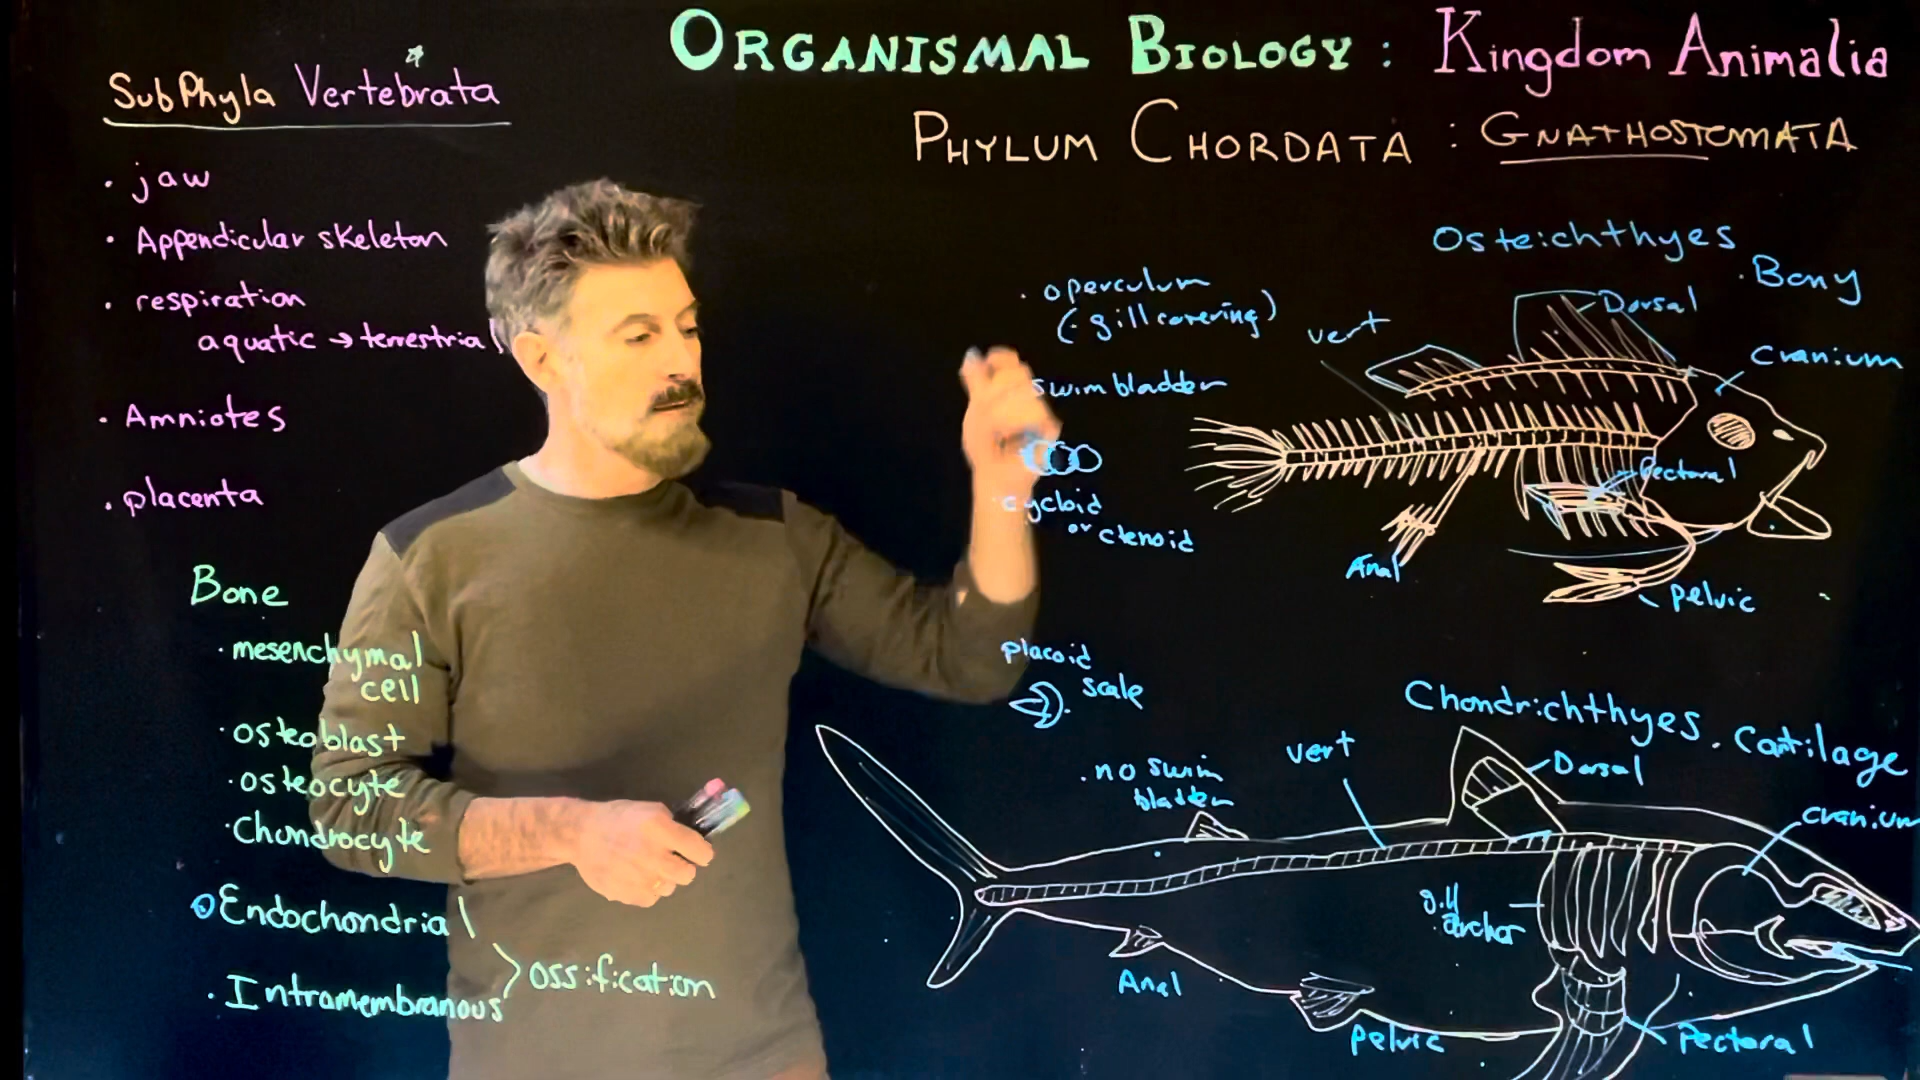 ORGANISMAL BIOLOGY : Kingdom Animalia
PHYLUM CHORDATA : GNATHOSTOMATA
SubPhyla Vertebrata
· jaw
· Appendicular skeleton
· respiration
aquatic → terrestrial
· Amniotes
· placenta
Bone
· mesenchymal
cell
· osteoblast
· osteocyte
· Chondrocyte
Endochondrial
· Intramembranous
> ossification
Osteichthyes
· Bony
· operculum
(· gill covering)
swim bladder
cycloid
or ctenoid
vert
Dorsal
cranium
Pectoral
Anal
pelvic
placoid
scale
Chondrichthyes
· Cartilage
· no swim
bladder
vert
Dorsal
cranium
gill
Anal
pelvic
Pectoral